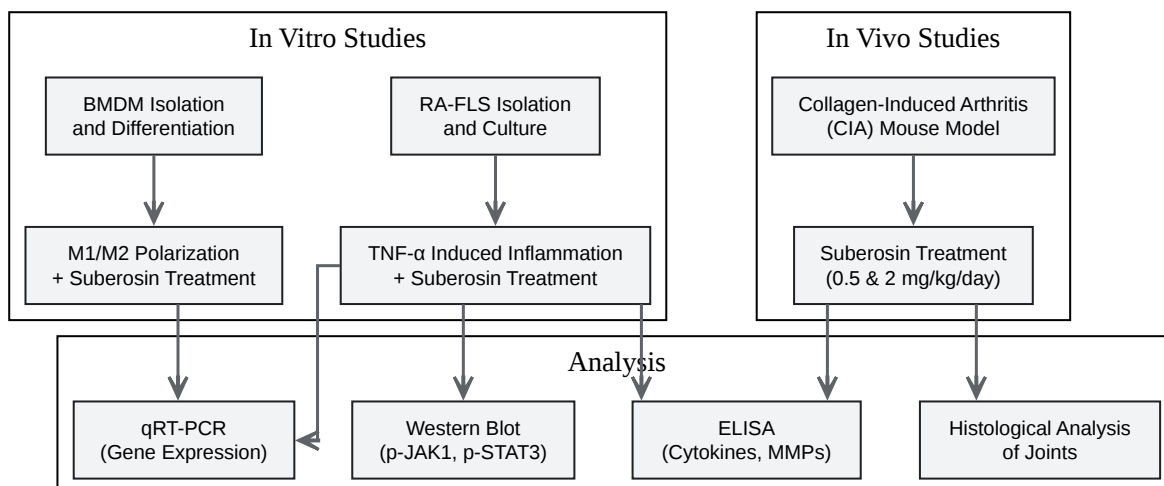 In Vitro Studies
BMDM Isolation
and Differentiation
RA-FLS Isolation
and Culture
M1/M2 Polarization
+ Suberosin Treatment
TNF-α Induced Inflammation
+ Suberosin Treatment
In Vivo Studies
Collagen-Induced Arthritis
(CIA) Mouse Model
Suberosin Treatment
(0.5 & 2 mg/kg/day)
Analysis
qRT-PCR
(Gene Expression)
Western Blot
(p-JAK1, p-STAT3)
ELISA
(Cytokines, MMPs)
Histological Analysis
of Joints